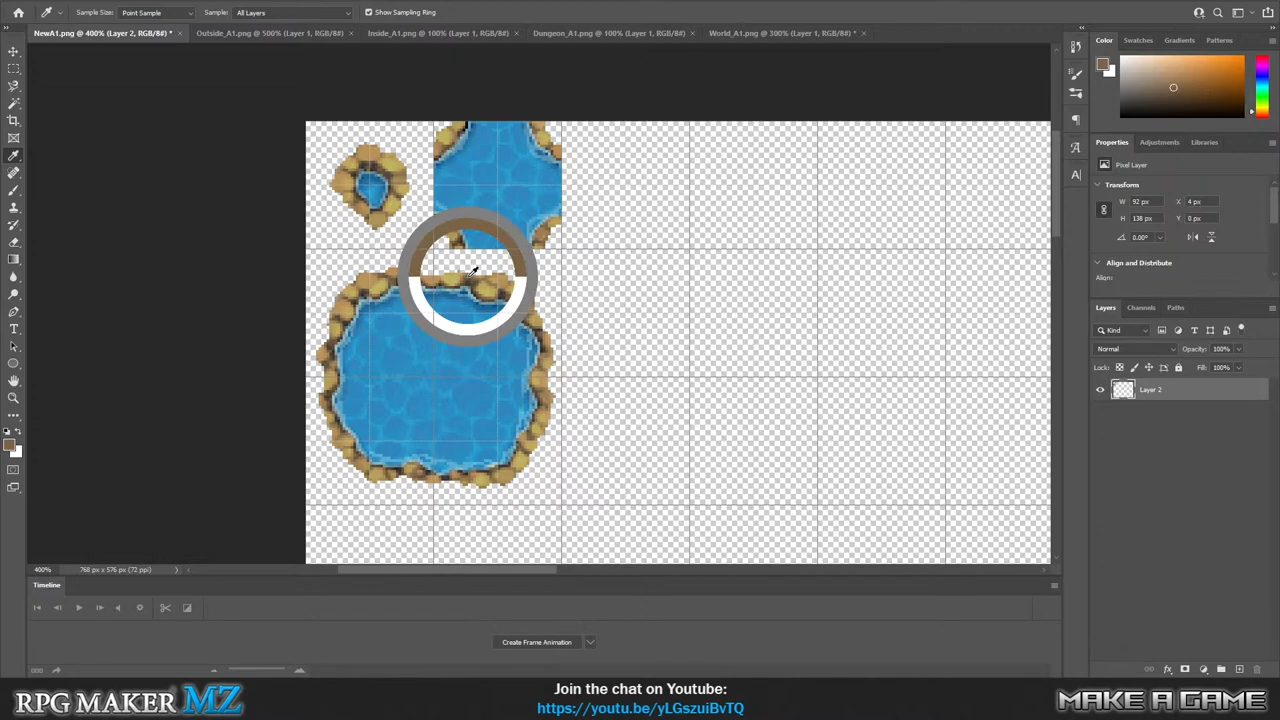 Sample Size: Point Sample Sample: All Layers Show Sampling Ring
NewA1.png @ 400% (Layer 2, RGB/8#) * × Outside_A1.png @ 500% (Layer 1, RGB/8#) × Inside_A1.png @ 100% (Layer 1, RGB/8#) × Dungeon_A1.png @ 100% (Layer 1, RGB/8#) × World_A1.png @ 300% (Layer 1, RGB/8#) * ×
Color Swatches Gradients Patterns
Properties Adjustments Libraries
Pixel Layer
Transform
W: 92 px X: 4 px
H: 138 px Y: 0 px
0.00°
Align and Distribute
Align:
Layers Channels Paths
Kind
Normal Opacity: 100%
Lock: Fill: 100%
Layer 2
400% 768 px x 576 px (72 ppi)
Timeline
Create Frame Animation
RPG MAKER MZ
Join the chat on Youtube:
https://youtu.be/yLGszuiBvTQ
MAKE A GAME